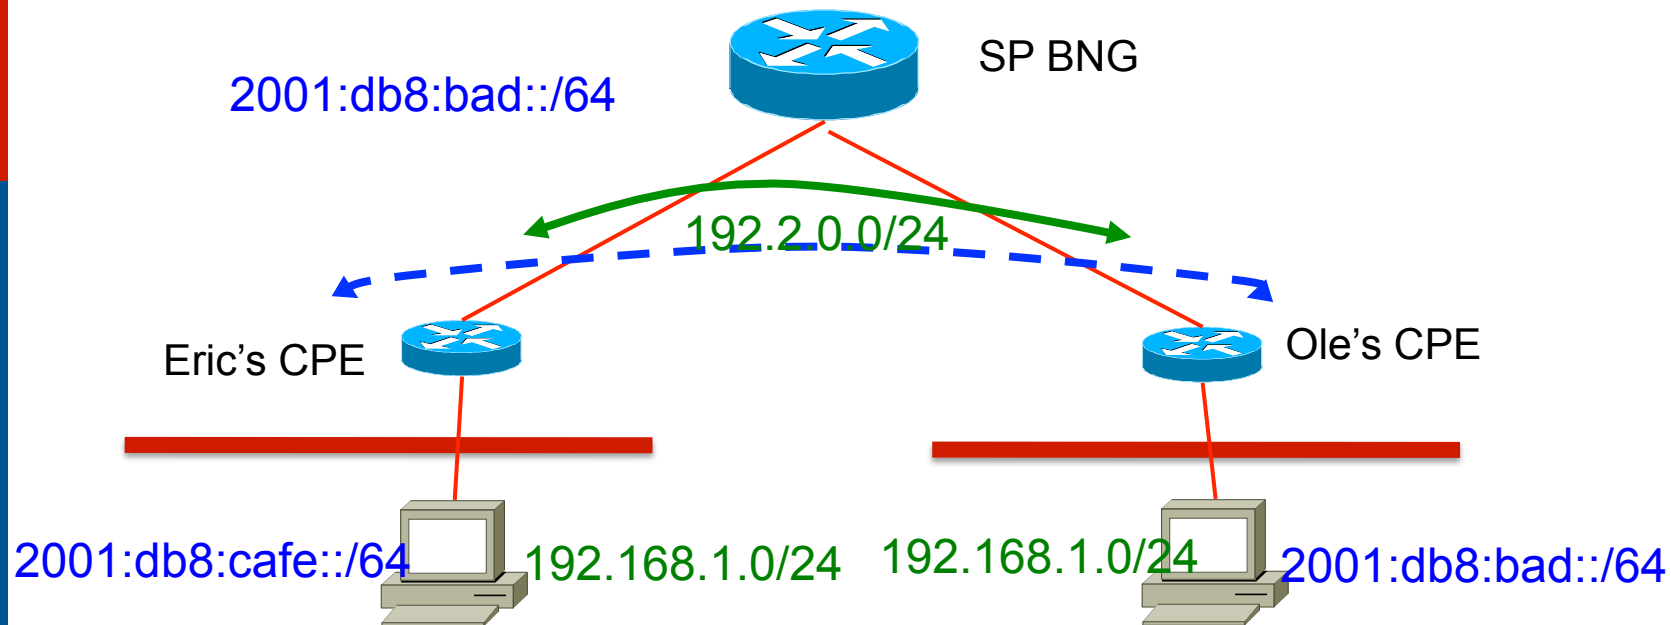 SP BNG
2001:db8:bad::/64
192.2.0.0/24
Eric's CPE
Ole's CPE
2001:db8:cafe::/64
192.168.1.0/24
192.168.1.0/24
2001:db8:bad::/64